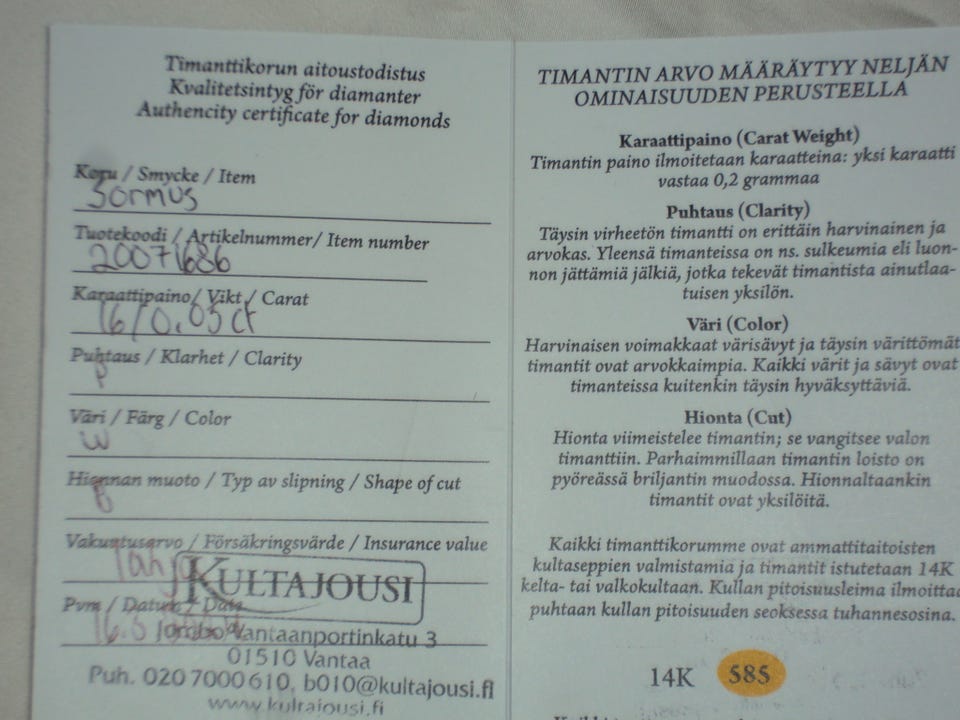 Timanttikorun aitoustodistus
Kvalitetsintyg för diamanter
Authencity certificate for diamonds
Koru / Smycke / Item
Sormus
Tuotekoodi / Artikelnummer/ Item number
20071686
Karaattipaino/ Vikt / Carat
16/0.05 ct
Puhtaus / Klarhet / Clarity
P
Väri / Färg / Color
W
Hionnan muoto / Typ av slipning / Shape of cut
B
Vakuutusarvo / Försäkringsvärde / Insurance value
KULTAJOUSI
Pvm / Datum / Date
Jumbo Vantaanportinkatu 3
01510 Vantaa
Puh. 020 7000 610, b010@kultajousi.fi
www.kultajousi.fi
TIMANTIN ARVO MÄÄRÄYTYY NELJÄN
OMINAISUUDEN PERUSTEELLA
Karaattipaino (Carat Weight)
Timantin paino ilmoitetaan karaatteina: yksi karaatti
vastaa 0,2 grammaa
Puhtaus (Clarity)
Täysin virheetön timantti on erittäin harvinainen ja
arvokas. Yleensä timanteissa on ns. sulkeumia eli luon-
non jättämiä jälkiä, jotka tekevät timantista ainutlaa-
tuisen yksilön.
Väri (Color)
Harvinaisen voimakkaat värisävyt ja täysin värittömät
timantit ovat arvokkaimpia. Kaikki värit ja sävyt ovat
timanteissa kuitenkin täysin hyväksyttäviä.
Hionta (Cut)
Hionta viimeistelee timantin; se vangitsee valon
timanttiin. Parhaimmillaan timantin loisto on
pyöreässä briljantin muodossa. Hionnaltaankin
timantit ovat yksilöitä.
Kaikki timanttikorumme ovat ammattitaitoisten
kultaseppien valmistamia ja timantit istutetaan 14K
kelta- tai valkokultaan. Kullan pitoisuusleima ilmoittaa
puhtaan kullan pitoisuuden seoksessa tuhannesosina.
14K 585